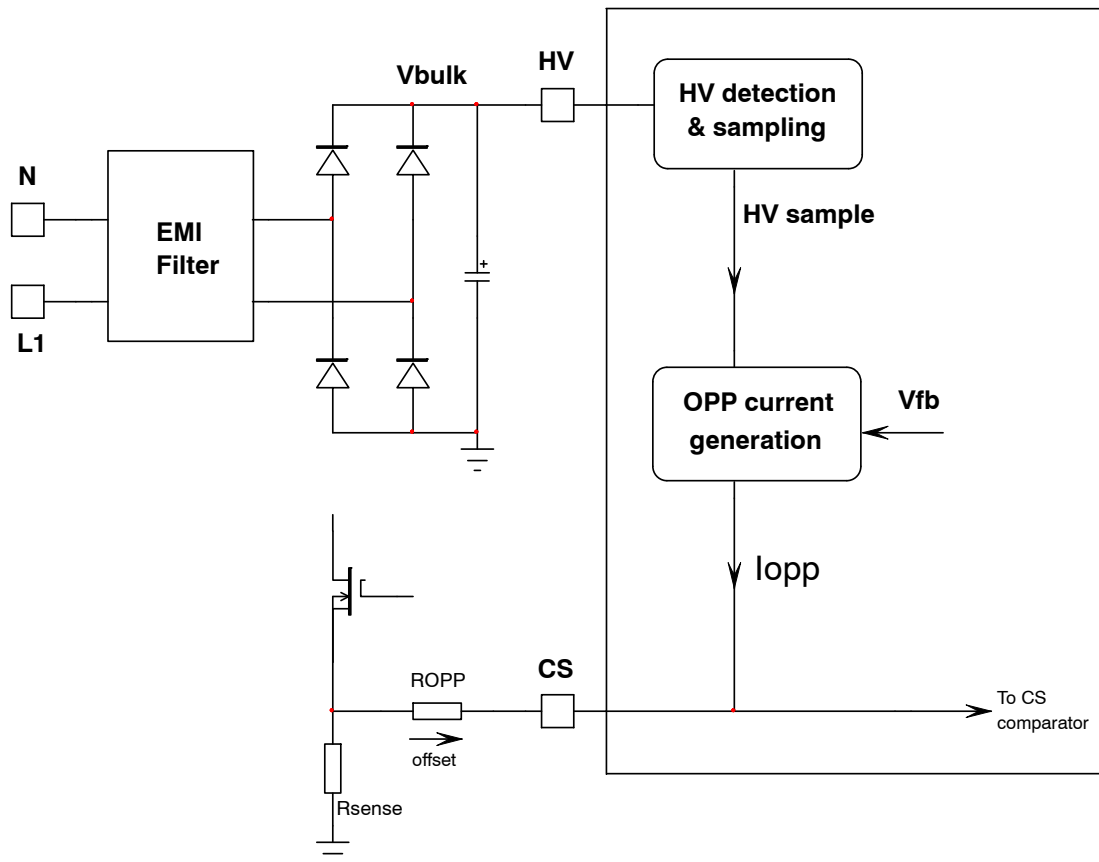 Vbulk
HV
HV detection
& sampling
N
EMI
Filter
L1
HV sample
+
OPP current
generation
Vfb
Iopp
CS
ROPP
offset
To CS
comparator
Rsense